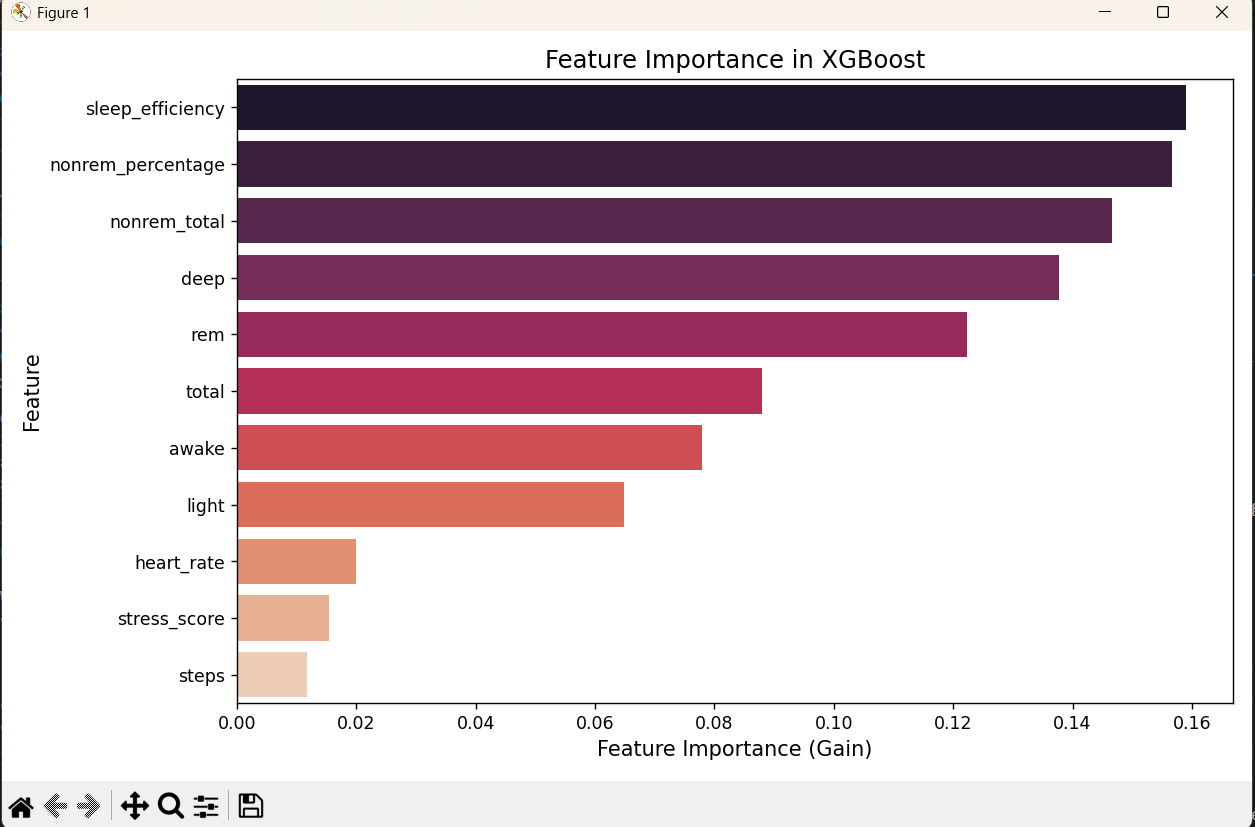 Figure 1
Feature Importance in XGBoost
sleep_efficiency
nonrem_percentage
nonrem_total
deep
rem
total
awake
light
heart_rate
stress_score
steps
Feature
0.00 0.02 0.04 0.06 0.08 0.10 0.12 0.14 0.16
Feature Importance (Gain)